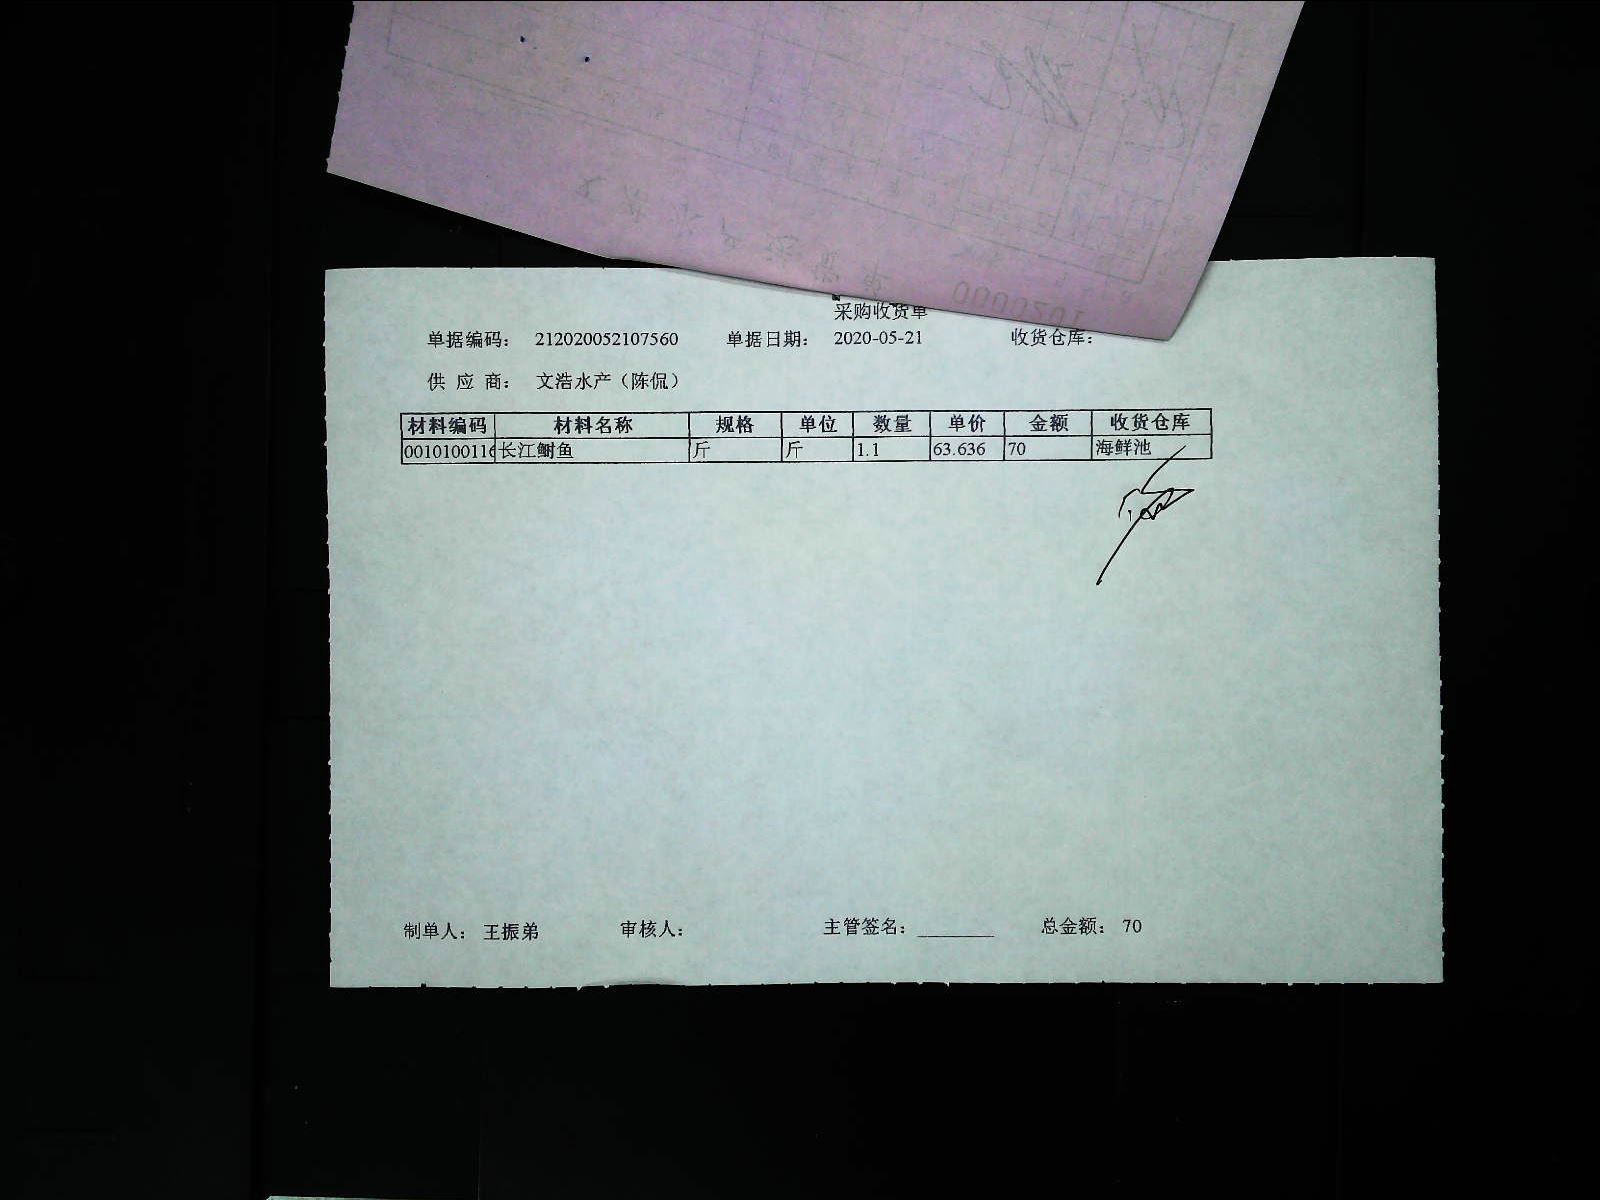 采购收货单
单据编码： 212020052107560 单据日期： 2020-05-21 收货仓库：
供 应 商： 文浩水产（陈侃）
材料编码 材料名称 规格 单位 数量 单价 金额 收货仓库
0010100116 长江鲥鱼 斤 斤 1.1 63.636 70 海鲜池
制单人： 王振弟 审核人： 主管签名： ________ 总金额： 70